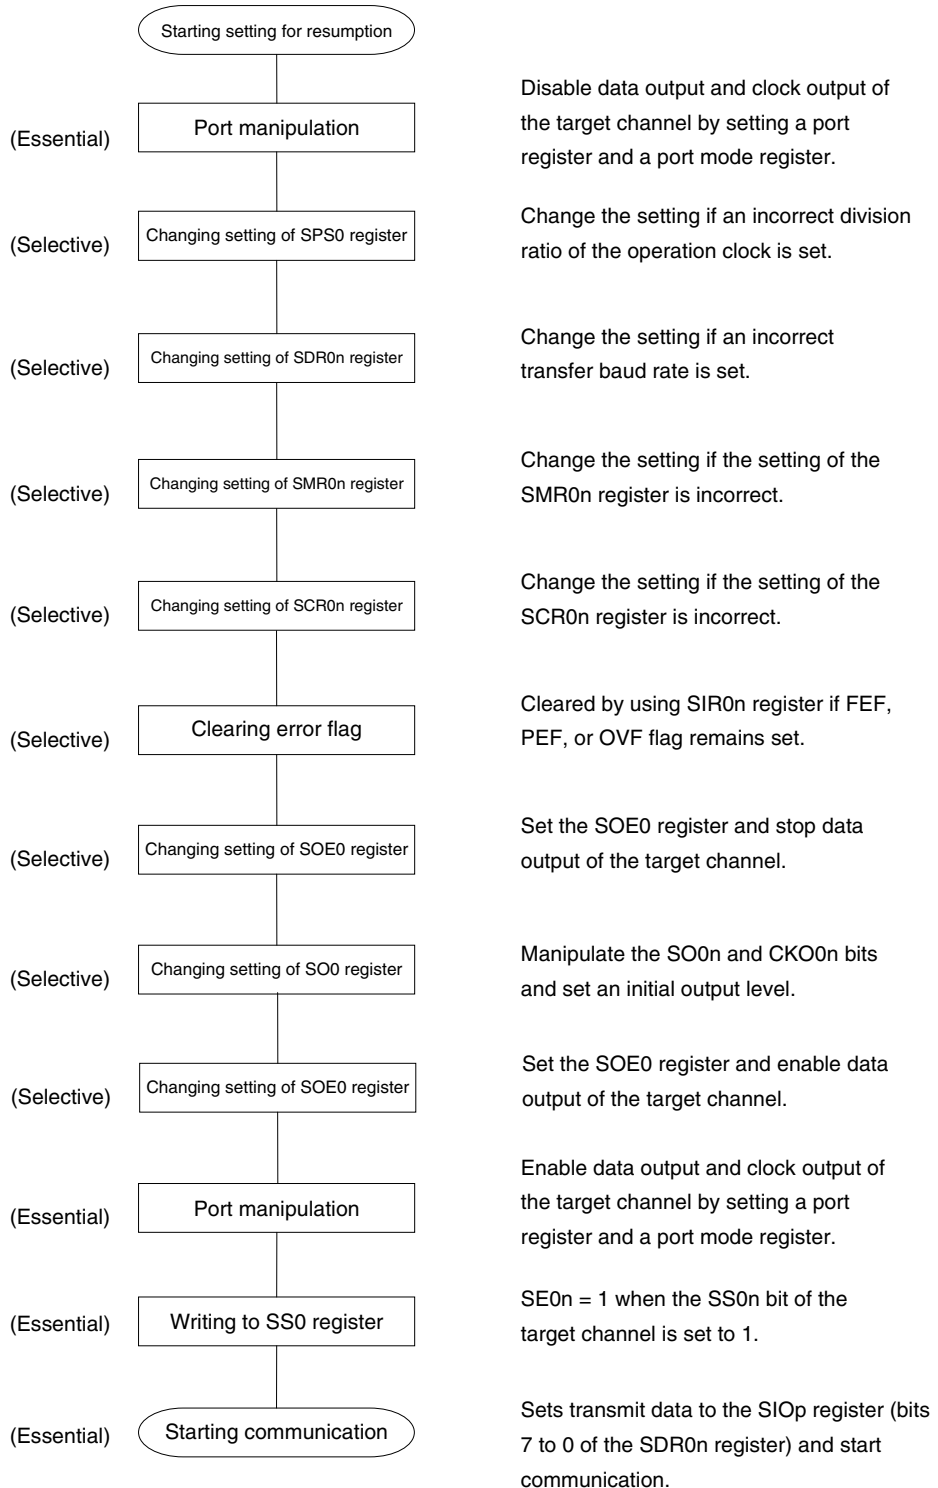 Starting setting for resumption
(Essential)
Port manipulation
Disable data output and clock output of
the target channel by setting a port
register and a port mode register.
(Selective)
Changing setting of SPS0 register
Change the setting if an incorrect division
ratio of the operation clock is set.
(Selective)
Changing setting of SDR0n register
Change the setting if an incorrect
transfer baud rate is set.
(Selective)
Changing setting of SMR0n register
Change the setting if the setting of the
SMR0n register is incorrect.
(Selective)
Changing setting of SCR0n register
Change the setting if the setting of the
SCR0n register is incorrect.
(Selective)
Clearing error flag
Cleared by using SIR0n register if FEF,
PEF, or OVF flag remains set.
(Selective)
Changing setting of SOE0 register
Set the SOE0 register and stop data
output of the target channel.
(Selective)
Changing setting of SO0 register
Manipulate the SO0n and CKO0n bits
and set an initial output level.
(Selective)
Changing setting of SOE0 register
Set the SOE0 register and enable data
output of the target channel.
(Essential)
Port manipulation
Enable data output and clock output of
the target channel by setting a port
register and a port mode register.
(Essential)
Writing to SS0 register
SE0n = 1 when the SS0n bit of the
target channel is set to 1.
(Essential)
Starting communication
Sets transmit data to the SIOp register (bits
7 to 0 of the SDR0n register) and start
communication.